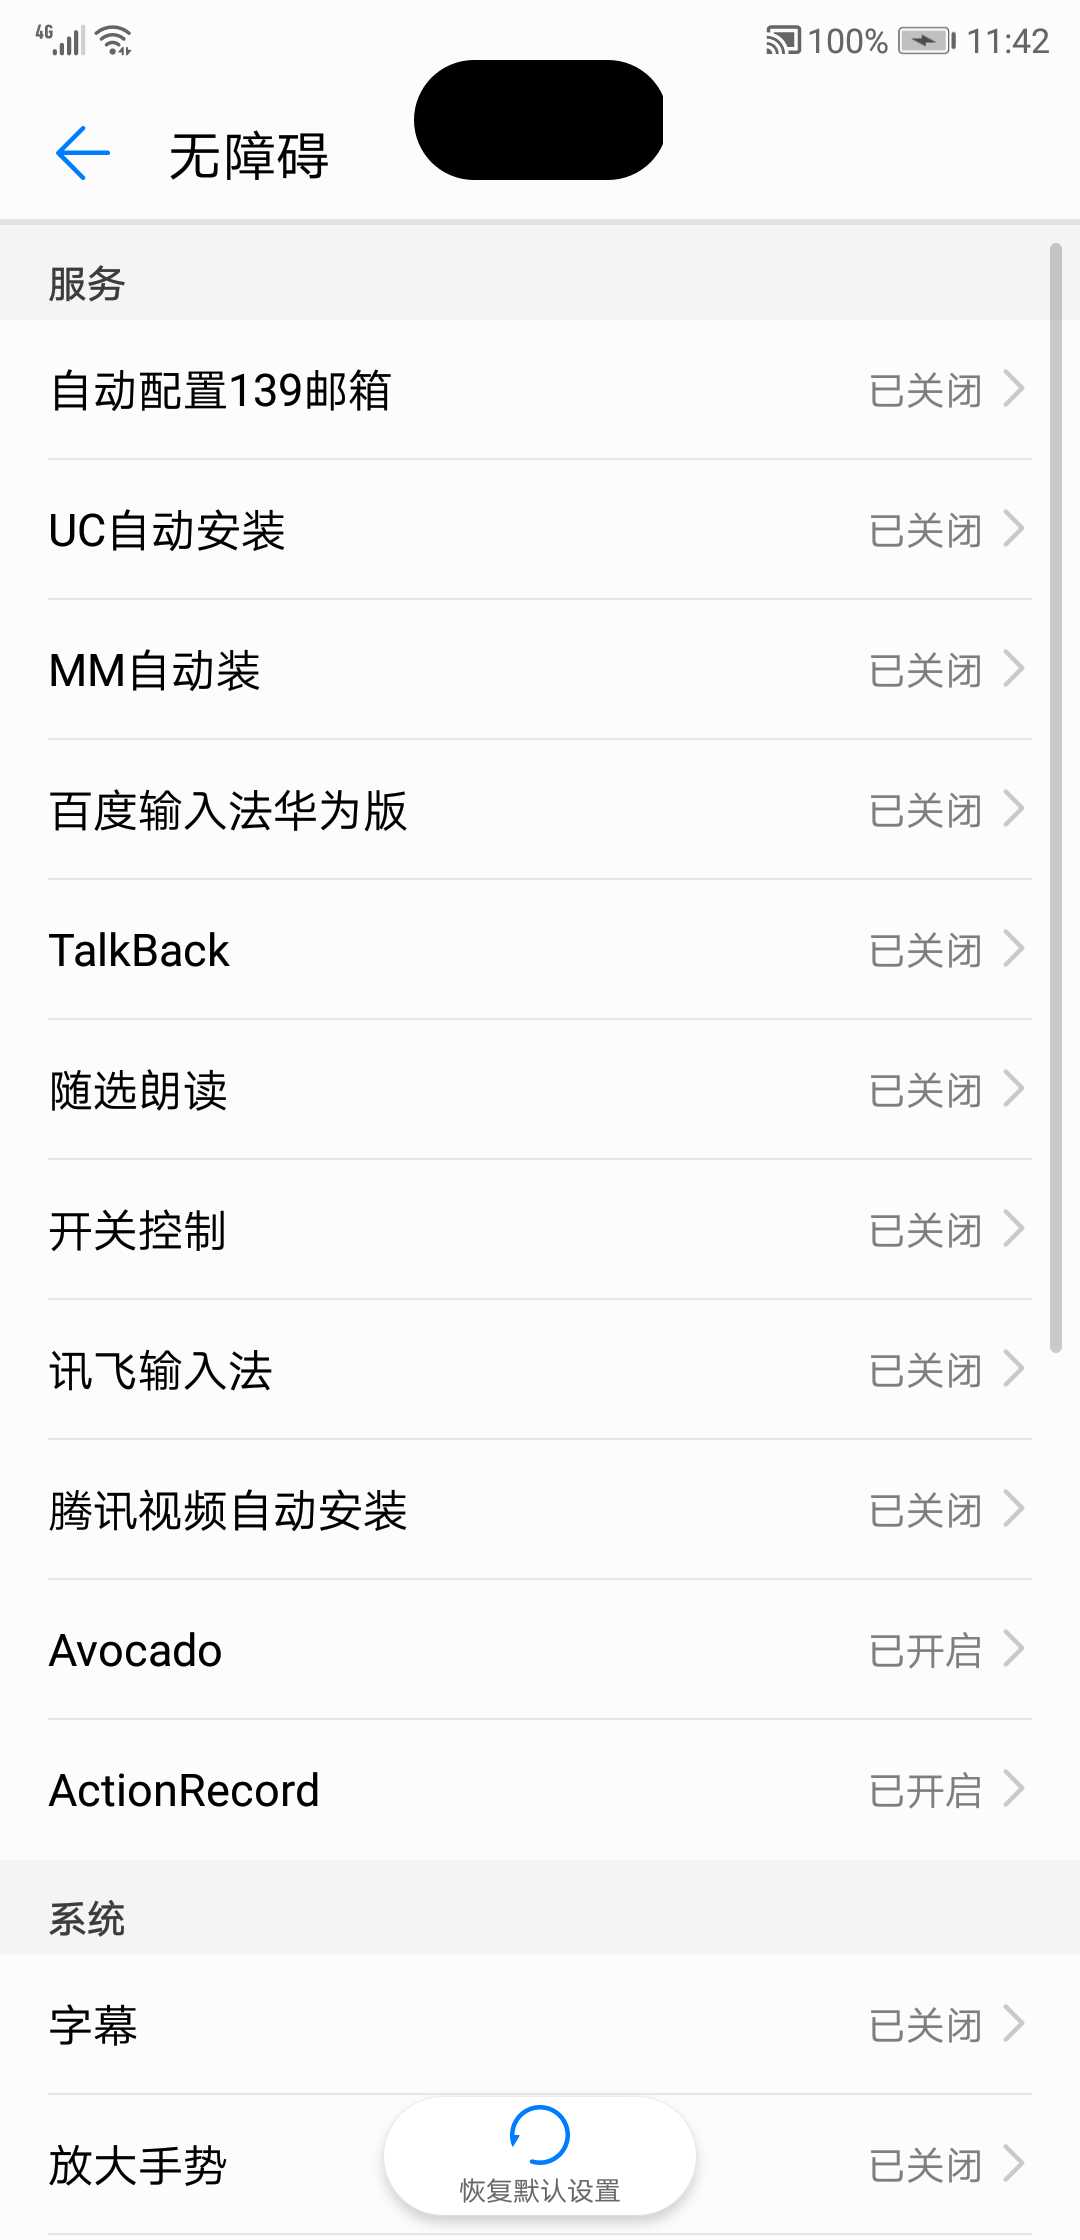 4G 100% 11:42
无障碍
服务
自动配置139邮箱 已关闭
UC自动安装 已关闭
MM自动装 已关闭
百度输入法华为版 已关闭
TalkBack 已关闭
随选朗读 已关闭
开关控制 已关闭
讯飞输入法 已关闭
腾讯视频自动安装 已关闭
Avocado 已开启
ActionRecord 已开启
系统
字幕 已关闭
放大手势 已关闭
恢复默认设置